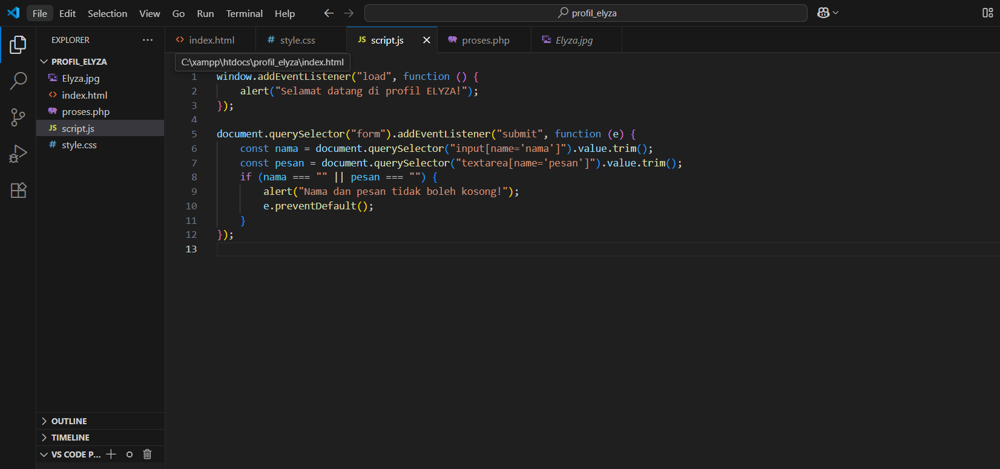 File Edit Selection View Go Run Terminal Help
profil_elyza
EXPLORER
PROFIL_ELYZA
Elyza.jpg
<> index.html
proses.php
JS script.js
# style.css
OUTLINE
TIMELINE
VS CODE P...
<> index.html
# style.css
JS script.js
proses.php
Elyza.jpg
C:\xampp\htdocs\profil_elyza\index.html
1 window.addEventListener("load", function () {
2     alert("Selamat datang di profil ELYZA!");
3 });
4
5 document.querySelector("form").addEventListener("submit", function (e) {
6     const nama = document.querySelector("input[name='nama']").value.trim();
7     const pesan = document.querySelector("textarea[name='pesan']").value.trim();
8     if (nama === "" || pesan === "") {
9         alert("Nama dan pesan tidak boleh kosong!");
10         e.preventDefault();
11     }
12 });
13